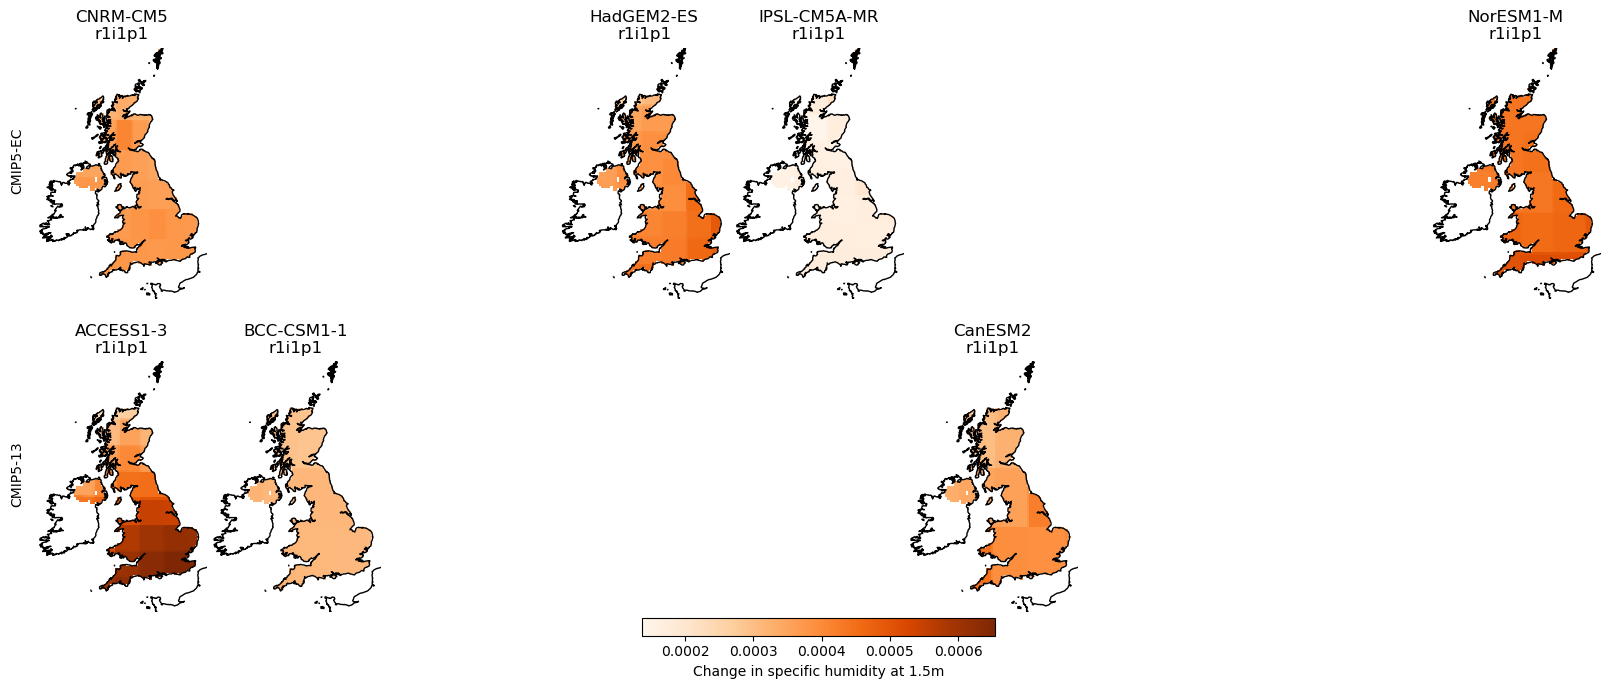 CNRM-CM5
r1i1p1
HadGEM2-ES
r1i1p1
IPSL-CM5A-MR
r1i1p1
NorESM1-M
r1i1p1
CMIP5-EC
ACCESS1-3
r1i1p1
BCC-CSM1-1
r1i1p1
CanESM2
r1i1p1
CMIP5-13
0.0002 0.0003 0.0004 0.0005 0.0006
Change in specific humidity at 1.5m